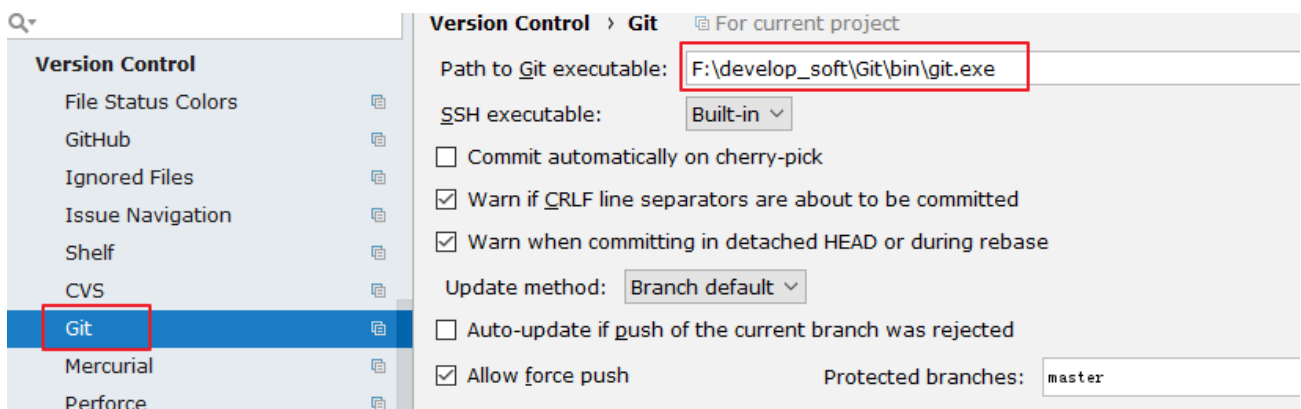 Version Control › Git For current project
Version Control
File Status Colors
GitHub
Ignored Files
Issue Navigation
Shelf
CVS
Git
Mercurial
Perforce
Path to Git executable: F:\develop_soft\Git\bin\git.exe
SSH executable: Built-in
Commit automatically on cherry-pick
Warn if CRLF line separators are about to be committed
Warn when committing in detached HEAD or during rebase
Update method: Branch default
Auto-update if push of the current branch was rejected
Allow force push Protected branches: master